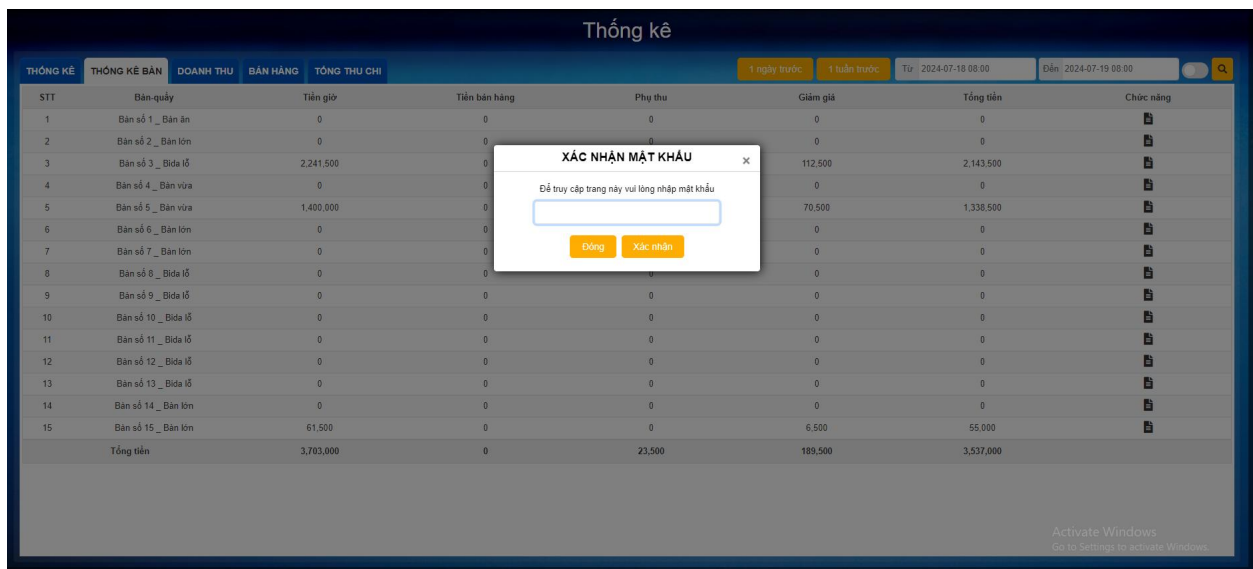 Thống kê
THỐNG KÊ THỐNG KÊ BÀN DOANH THU BÁN HÀNG TỔNG THU CHI 1 ngày trước 1 tuần trước Từ 2024-07-18 08:00 Đến 2024-07-19 08:00
STT Bàn-quầy Tiền giờ Tiền bán hàng Phụ thu Giảm giá Tổng tiền Chức năng
1 Bàn số 1 _ Bàn ăn 0 0 0 0 0
2 Bàn số 2 _ Bàn lớn 0 0 0 0 0
XÁC NHẬN MẬT KHẨU ×
3 Bàn số 3 _ Bida lỗ 2,241,500 0 112,500 2,143,500
4 Bàn số 4 _ Bàn vừa 0 0 0 0
Để truy cập trang này vui lòng nhập mật khẩu
5 Bàn số 5 _ Bàn vừa 1,400,000 0 70,500 1,338,500
6 Bàn số 6 _ Bàn lớn 0 0 0 0
Đóng Xác nhận
7 Bàn số 7 _ Bàn lớn 0 0 0 0
8 Bàn số 8 _ Bida lỗ 0 0 0 0 0
9 Bàn số 9 _ Bida lỗ 0 0 0 0 0
10 Bàn số 10 _ Bida lỗ 0 0 0 0 0
11 Bàn số 11 _ Bida lỗ 0 0 0 0 0
12 Bàn số 12 _ Bida lỗ 0 0 0 0 0
13 Bàn số 13 _ Bida lỗ 0 0 0 0 0
14 Bàn số 14 _ Bàn lớn 0 0 0 0 0
15 Bàn số 15 _ Bàn lớn 61,500 0 0 6,500 55,000
Tổng tiền 3,703,000 0 23,500 189,500 3,537,000
Activate Windows
Go to Settings to activate Windows.